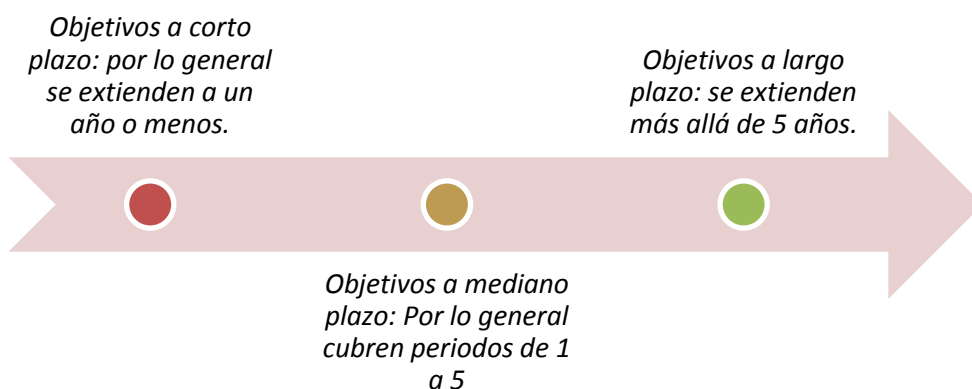 Objetivos a corto
plazo: por lo general
se extienden a un
año o menos.
Objetivos a mediano
plazo: Por lo general
cubren periodos de 1
a 5
Objetivos a largo
plazo: se extienden
más allá de 5 años.